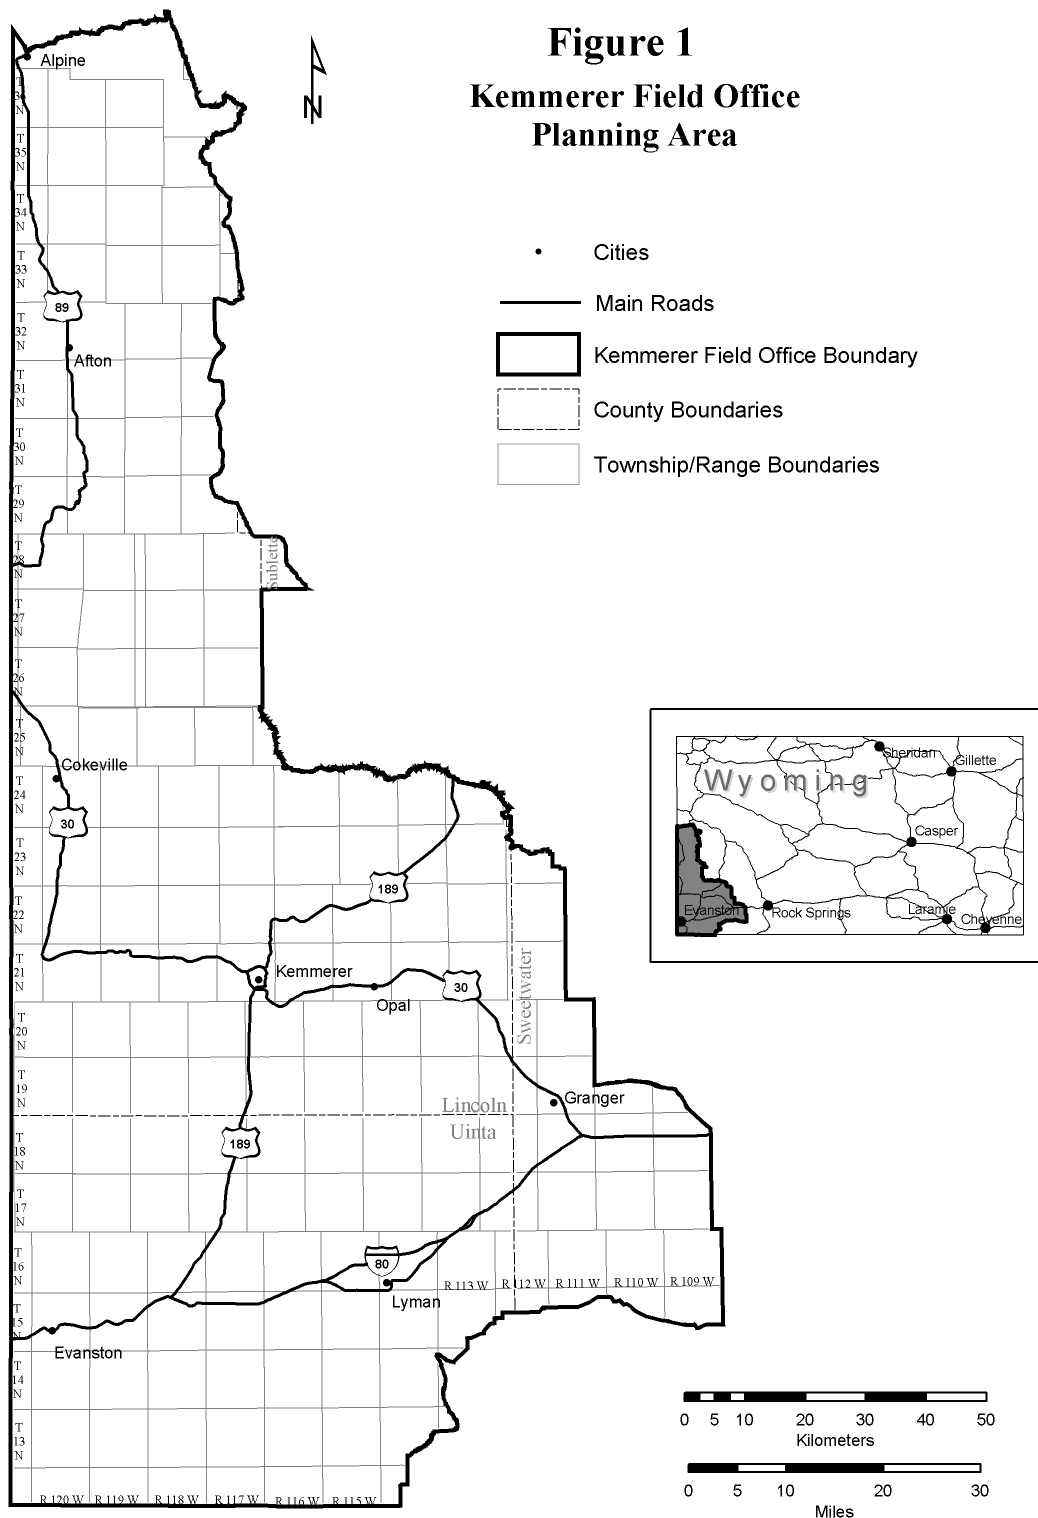 Figure 1
Kemmerer Field Office
Planning Area
N
Cities
Main Roads
Kemmerer Field Office Boundary
County Boundaries
Township/Range Boundaries
Alpine
T
36
N
T
35
N
T
34
N
T
33
N
89
T
32
N
Afton
T
31
N
T
30
N
T
29
N
T
28
N
Sublette
T
27
N
T
26
N
T
25
N
Cokeville
T
24
N
30
T
23
N
189
T
22
N
T
21
N
Kemmerer
Opal
30
Sweetwater
T
20
N
T
19
N
Granger
Lincoln
Uinta
T
18
N
189
T
17
N
T
16
N
80
R 113 W
R 112 W
R 111 W
R 110 W
R 109 W
Lyman
T
15
N
Evanston
T
14
N
T
13
N
R 120 W
R 119 W
R 118 W
R 117 W
R 116 W
R 115 W
Wyoming
Sheridan
Gillette
Casper
Evanston
Rock Springs
Laramie
Cheyenne
0 5 10 20 30 40 50
Kilometers
0 5 10 20 30
Miles